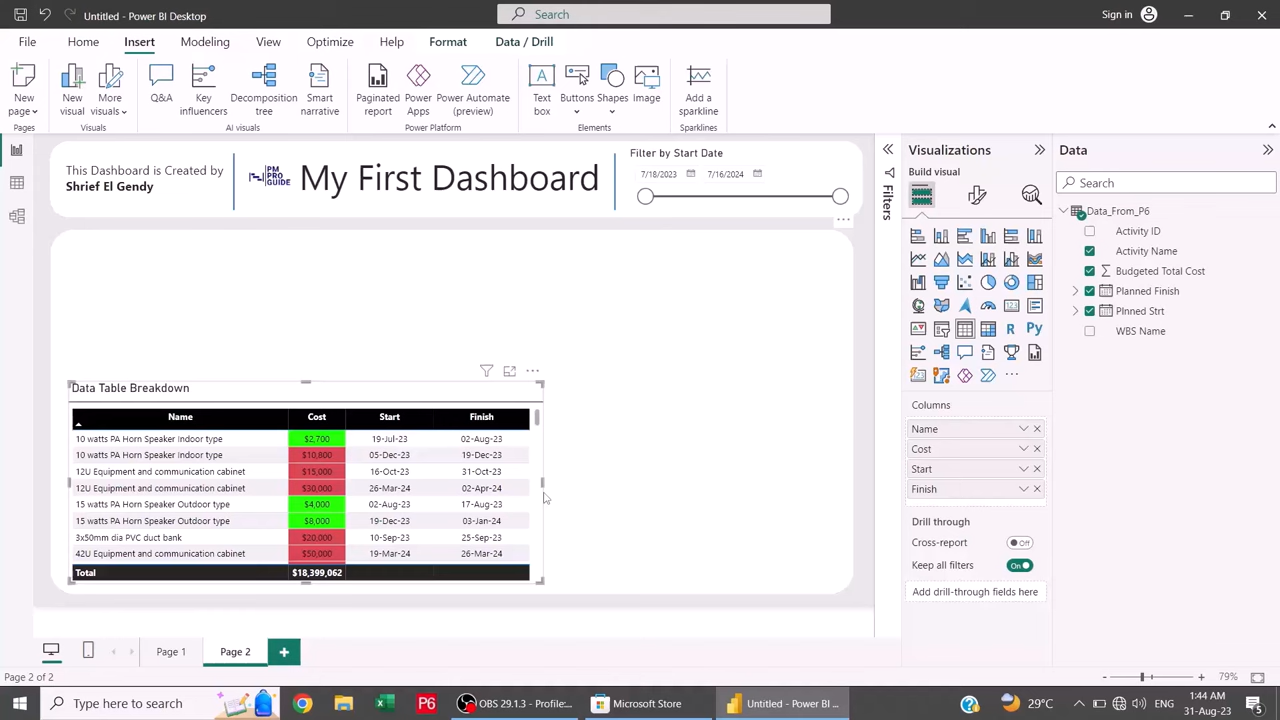 Untitled - Power BI Desktop
Search
Sign in
File
Home
Insert
Modeling
View
Optimize
Help
Format
Data / Drill
New page
New visual
More visuals
Q&A
Key influencers
Decomposition tree
Smart narrative
Paginated report
Power Apps
Power Automate (preview)
Text box
Buttons
Shapes
Image
Add a sparkline
Pages
Visuals
AI visuals
Power Platform
Elements
Sparklines
This Dashboard is Created by
Shrief El Gendy
PM
PRO
GUIDE
My First Dashboard
Filter by Start Date
7/18/2023
7/16/2024
Data Table Breakdown
Name Cost Start Finish
10 watts PA Horn Speaker Indoor type $2,700 19-Jul-23 02-Aug-23
10 watts PA Horn Speaker Indoor type $10,800 05-Dec-23 19-Dec-23
12U Equipment and communication cabinet $15,000 16-Oct-23 31-Oct-23
12U Equipment and communication cabinet $30,000 26-Mar-24 02-Apr-24
15 watts PA Horn Speaker Outdoor type $4,000 02-Aug-23 17-Aug-23
15 watts PA Horn Speaker Outdoor type $8,000 19-Dec-23 03-Jan-24
3x50mm dia PVC duct bank $20,000 10-Sep-23 25-Sep-23
42U Equipment and communication cabinet $50,000 19-Mar-24 26-Mar-24
Total $18,399,062
Filters
Visualizations
Build visual
R
Py
123
Columns
Name
Cost
Start
Finish
Drill through
Cross-report
Off
Keep all filters
On
Add drill-through fields here
Data
Search
Data_From_P6
Activity ID
Activity Name
Budgeted Total Cost
Planned Finish
Plnned Strt
WBS Name
Page 1
Page 2
Page 2 of 2
79%
Type here to search
P6
OBS 29.1.3 - Profile:...
Microsoft Store
Untitled - Power BI ...
29°C
1:44 AM
31-Aug-23
5